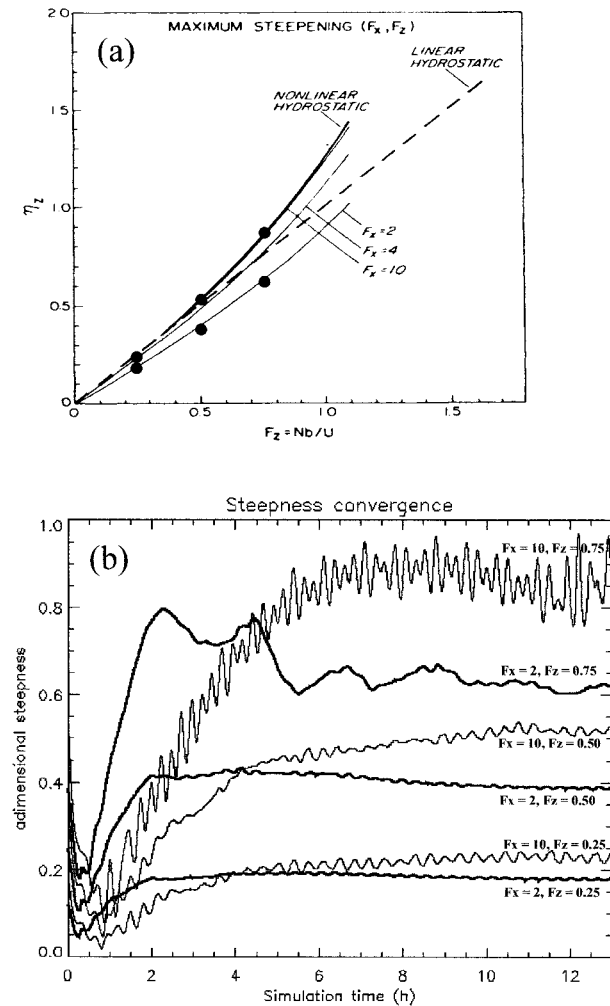 2.0
MAXIMUM STEEPENING (Fx, Fz)
(a)
LINEAR
HYDROSTATIC
NONLINEAR
HYDROSTATIC
1.5
ηz
1.0
Fx=2
Fx=4
Fx=10
0.5
0
0 0.5 1.0 1.5
Fz = Nb/U
Steepness convergence
1.0
(b)
Fx = 10, Fz = 0.75
0.8
Fx = 2, Fz = 0.75
0.6
adimensional steepness
Fx = 10, Fz = 0.50
0.4
Fx = 2, Fz = 0.50
Fx = 10, Fz = 0.25
0.2
Fx = 2, Fz = 0.25
0.0
0 2 4 6 8 10 12
Simulation time (h)